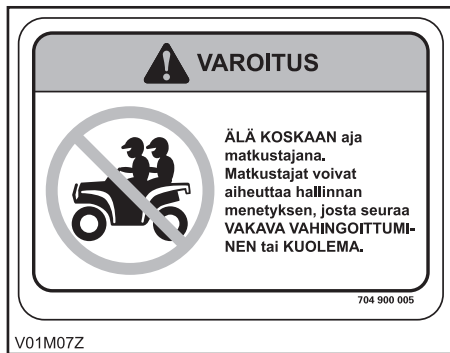 VAROITUS
ÄLÄ KOSKAAN aja
matkustajana.
Matkustajat voivat
aiheuttaa hallinnan
menetyksen, josta seuraa
VAKAVA VAHINGOITTUMI-
NEN tai KUOLEMA.
704 900 005
V01M07Z